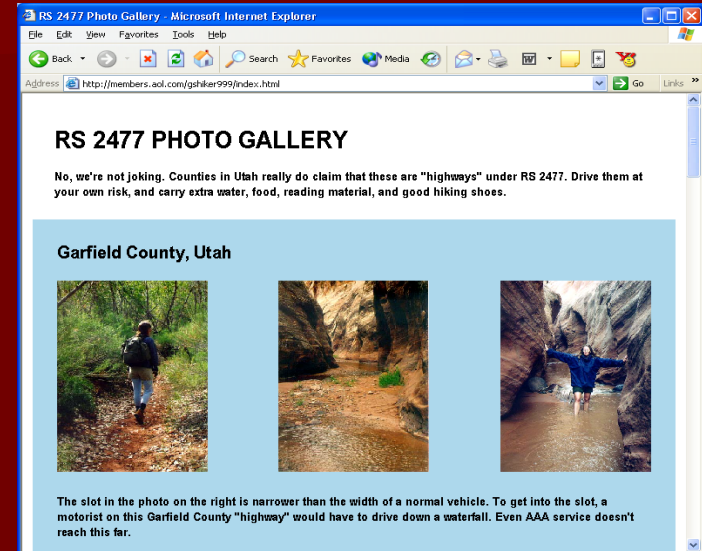 RS 2477 Photo Gallery - Microsoft Internet Explorer
File Edit View Favorites Tools Help
Back Search Favorites Media
Address http://members.aol.com/gshiker999/index.html Go Links »
RS 2477 PHOTO GALLERY
No, we're not joking. Counties in Utah really do claim that these are "highways" under RS 2477. Drive them at
your own risk, and carry extra water, food, reading material, and good hiking shoes.
Garfield County, Utah
The slot in the photo on the right is narrower than the width of a normal vehicle. To get into the slot, a
motorist on this Garfield County "highway" would have to drive down a waterfall. Even AAA service doesn't
reach this far.